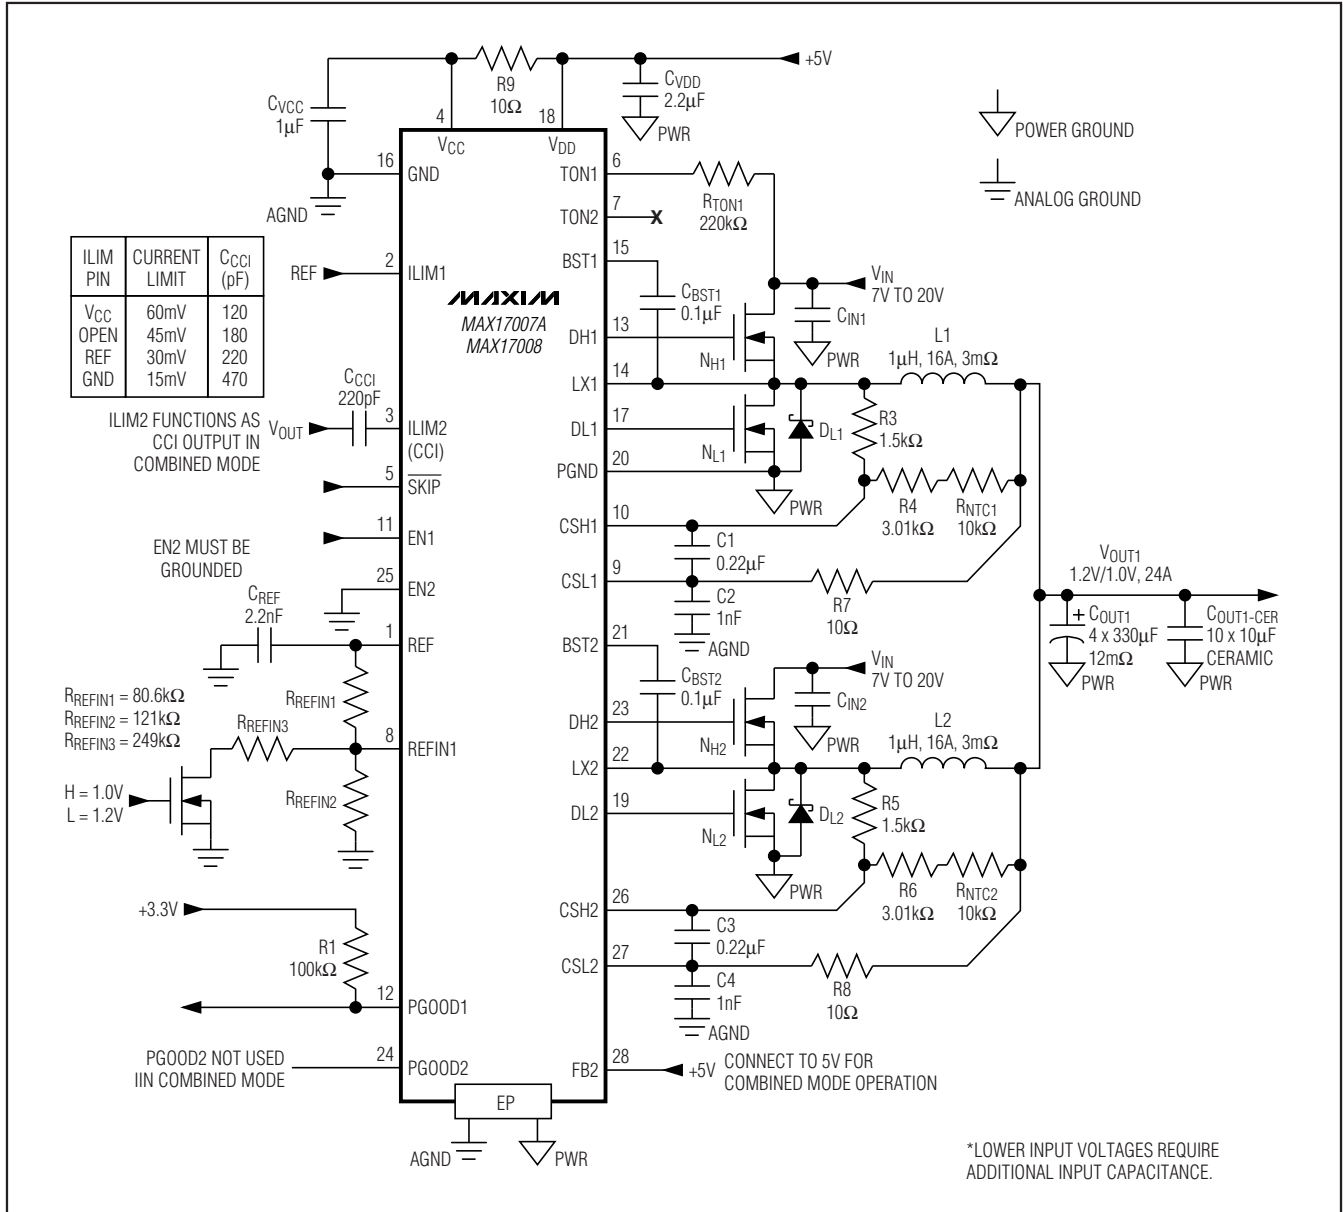 +5V
R9
10Ω
CVDD
2.2µF
PWR
CVCC
1µF
4
VCC
18
VDD
16
GND
AGND
POWER GROUND
ANALOG GROUND
6
TON1
RTON1
220kΩ
7
TON2
X
15
BST1
ILIM PIN CURRENT LIMIT CCCI (pF)
VCC 60mV 120
OPEN 45mV 180
REF 30mV 220
GND 15mV 470
REF
2
ILIM1
MAXIM
MAX17007A
MAX17008
CBST1
0.1µF
VIN
7V TO 20V
CIN1
PWR
13
DH1
NH1
L1
1µH, 16A, 3mΩ
14
LX1
CCCI
220pF
ILIM2 FUNCTIONS AS
CCI OUTPUT IN
COMBINED MODE
VOUT
3
ILIM2
(CCI)
17
DL1
NL1
DL1
R3
1.5kΩ
20
PGND
PWR
5
SKIP
R4
3.01kΩ
RNTC1
10kΩ
10
CSH1
C1
0.22µF
11
EN1
EN2 MUST BE
GROUNDED
25
EN2
9
CSL1
C2
1nF
AGND
R7
10Ω
VOUT1
1.2V/1.0V, 24A
+
COUT1
4 x 330µF
12mΩ
PWR
COUT1-CER
10 x 10µF
CERAMIC
PWR
CREF
2.2nF
1
REF
21
BST2
CBST2
0.1µF
VIN
7V TO 20V
CIN2
PWR
RREFIN1 = 80.6kΩ
RREFIN2 = 121kΩ
RREFIN3 = 249kΩ
RREFIN1
RREFIN3
8
REFIN1
23
DH2
NH2
L2
1µH, 16A, 3mΩ
22
LX2
H = 1.0V
L = 1.2V
RREFIN2
19
DL2
NL2
DL2
R5
1.5kΩ
PWR
R6
3.01kΩ
RNTC2
10kΩ
+3.3V
26
CSH2
C3
0.22µF
R1
100kΩ
27
CSL2
C4
1nF
AGND
R8
10Ω
12
PGOOD1
PGOOD2 NOT USED
IIN COMBINED MODE
24
PGOOD2
28
FB2
+5V
CONNECT TO 5V FOR
COMBINED MODE OPERATION
EP
AGND
PWR
*LOWER INPUT VOLTAGES REQUIRE
ADDITIONAL INPUT CAPACITANCE.